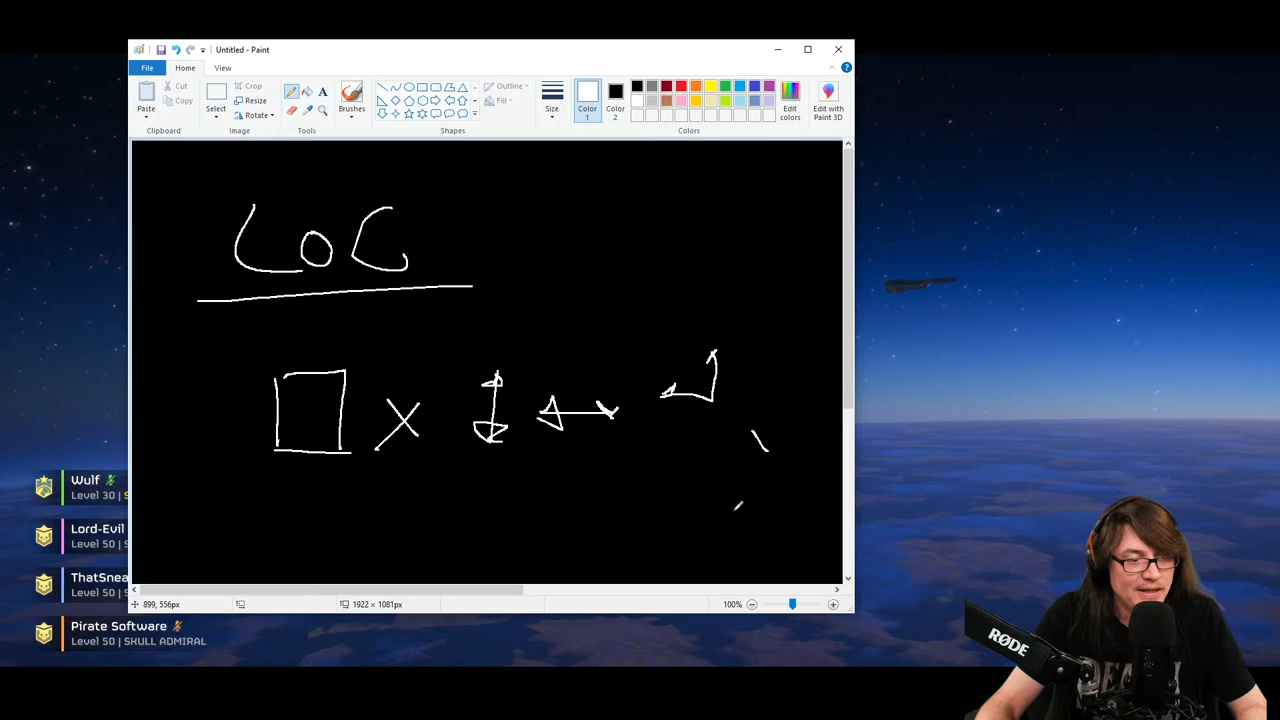 Untitled - Paint
File
Home
View
Paste
Cut
Copy
Clipboard
Select
Crop
Resize
Rotate
Image
A
Tools
Brushes
Shapes
Outline
Fill
Size
Color 1
Color 2
Edit colors
Edit with Paint 3D
Colors
LoC
X
Wulf
Level 30 | S
Lord-Evil
Level 50 | S
ThatSnea
Level 50 | S
Pirate Software
Level 50 | SKULL ADMIRAL
899, 556px
1922 × 1081px
100%
RØDE